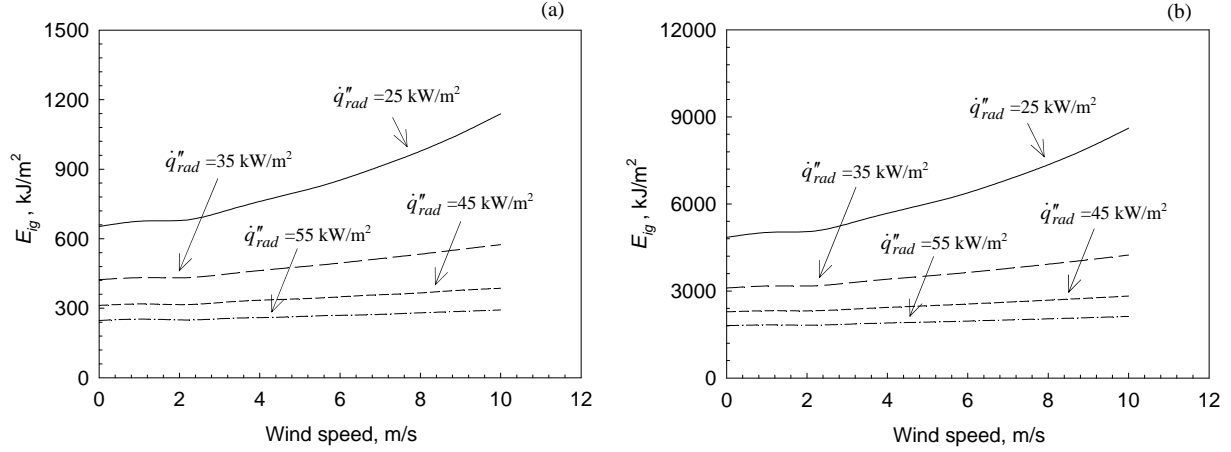 (a)
1500
1200
900
600
300
0
E_ig , kJ/m²
q̇″_rad =25 kW/m²
q̇″_rad =35 kW/m²
q̇″_rad =45 kW/m²
q̇″_rad =55 kW/m²
0 2 4 6 8 10 12
Wind speed, m/s
(b)
12000
9000
6000
3000
0
E_ig , kJ/m²
q̇″_rad =25 kW/m²
q̇″_rad =35 kW/m²
q̇″_rad =45 kW/m²
q̇″_rad =55 kW/m²
0 2 4 6 8 10 12
Wind speed, m/s